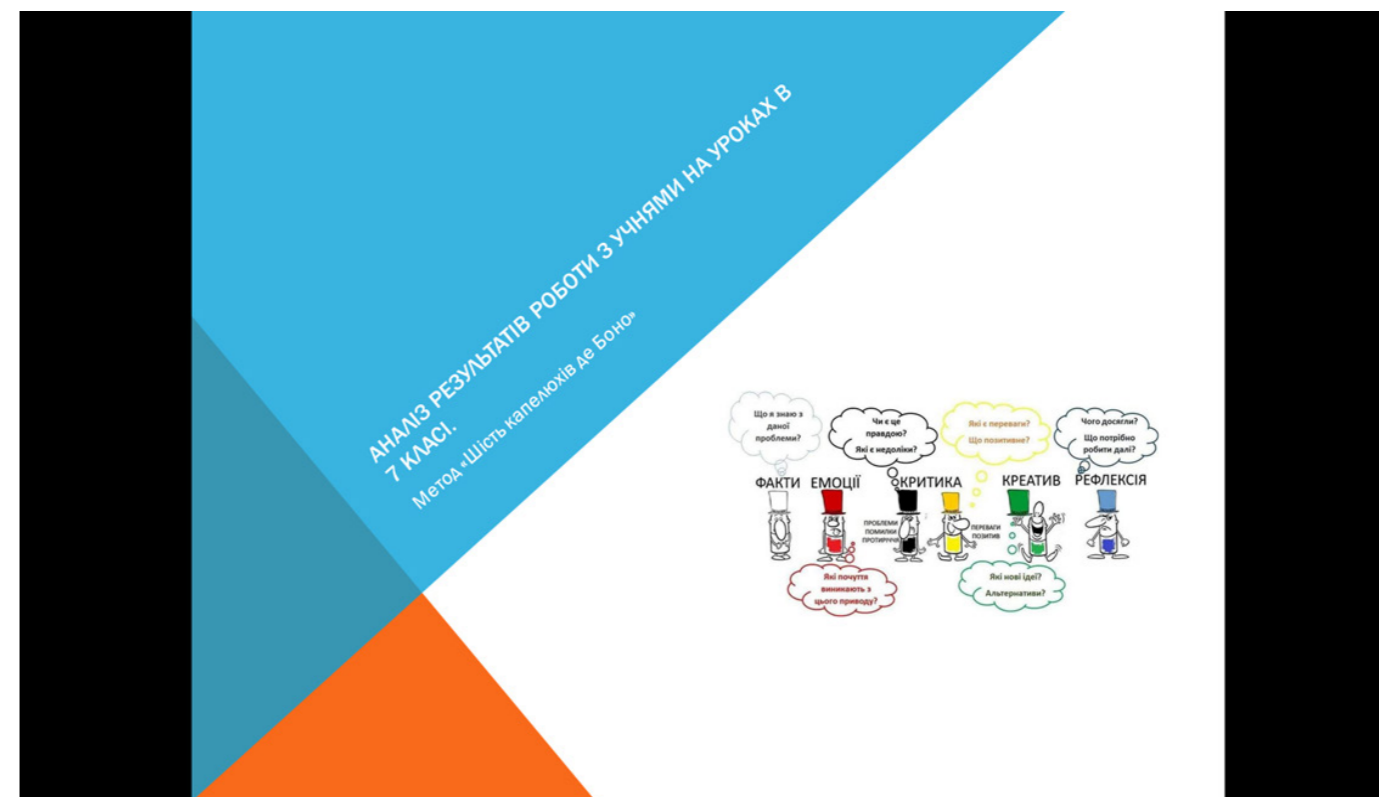 АНАЛІЗ РЕЗУЛЬТАТІВ РОБОТИ З УЧНЯМИ НА УРОКАХ В
7 КЛАСІ.
Метод «Шість капелюхів де Боно»
Що я знаю з
даної
проблеми?
Чи є це
правдою?
Які є недоліки?
Які є переваги?
Що позитивне?
Чого досягли?
Що потрібно
робити далі?
ФАКТИ ЕМОЦІЇ КРИТИКА КРЕАТИВ РЕФЛЕКСІЯ
ПРОБЛЕМИ
ПОМИЛКИ
ПРОТИРІЧЧЯ
ПЕРЕВАГИ
ПОЗИТИВ
Які почуття
виникають з
цього приводу?
Які нові ідеї?
Альтернативи?